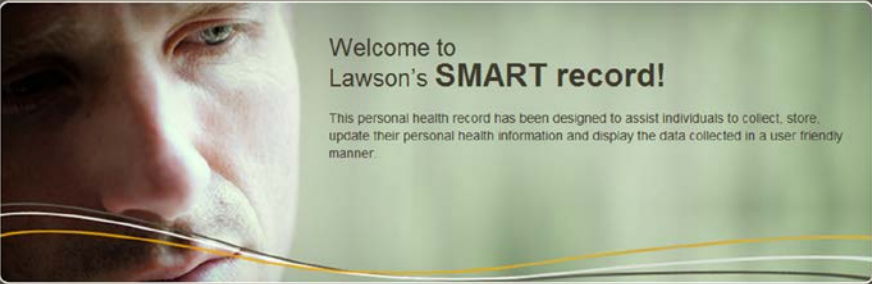 Welcome to
Lawson's SMART record!
This personal health record has been designed to assist individuals to collect, store,
update their personal health information and display the data collected in a user friendly
manner.